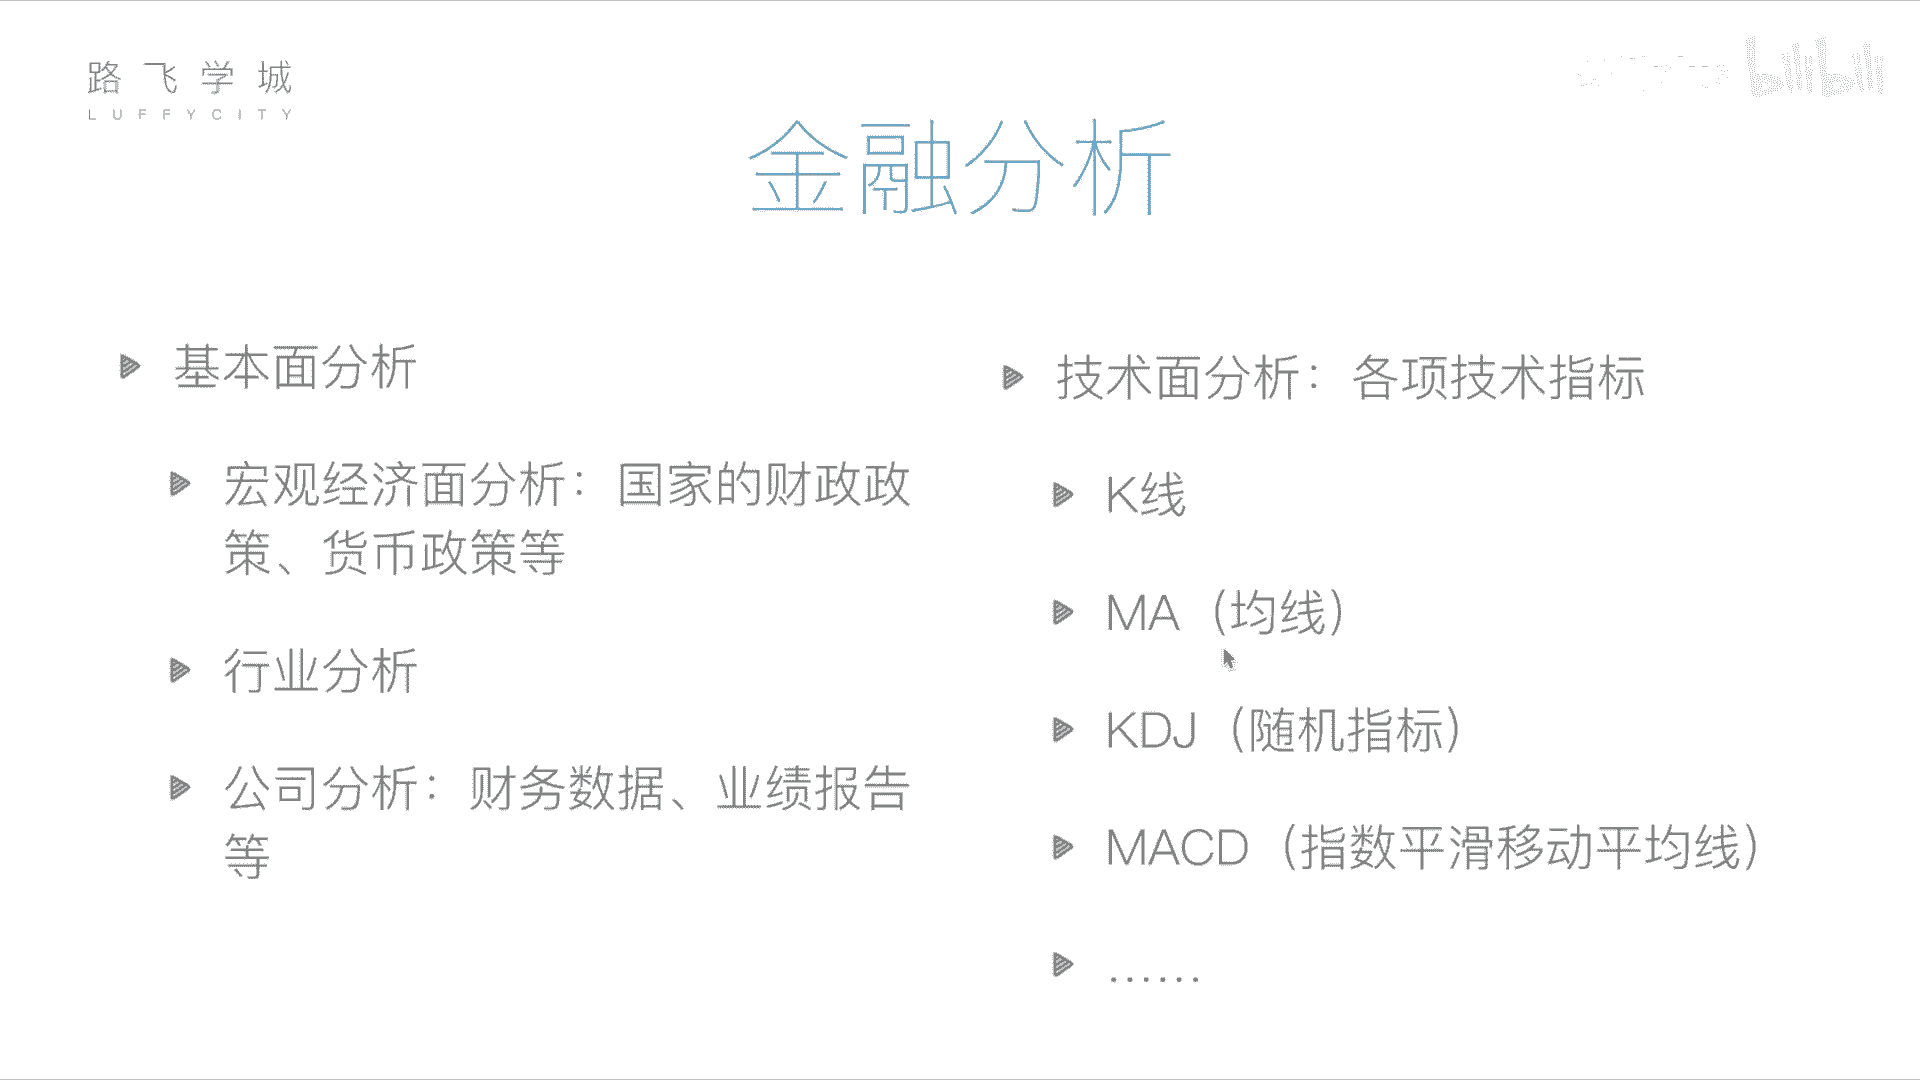 路飞学城
LUFFYCITY
bilibili
金融分析
基本面分析
宏观经济面分析：国家的财政政
策、货币政策等
行业分析
公司分析：财务数据、业绩报告
等
技术面分析：各项技术指标
K线
MA（均线）
KDJ（随机指标）
MACD（指数平滑移动平均线）
……